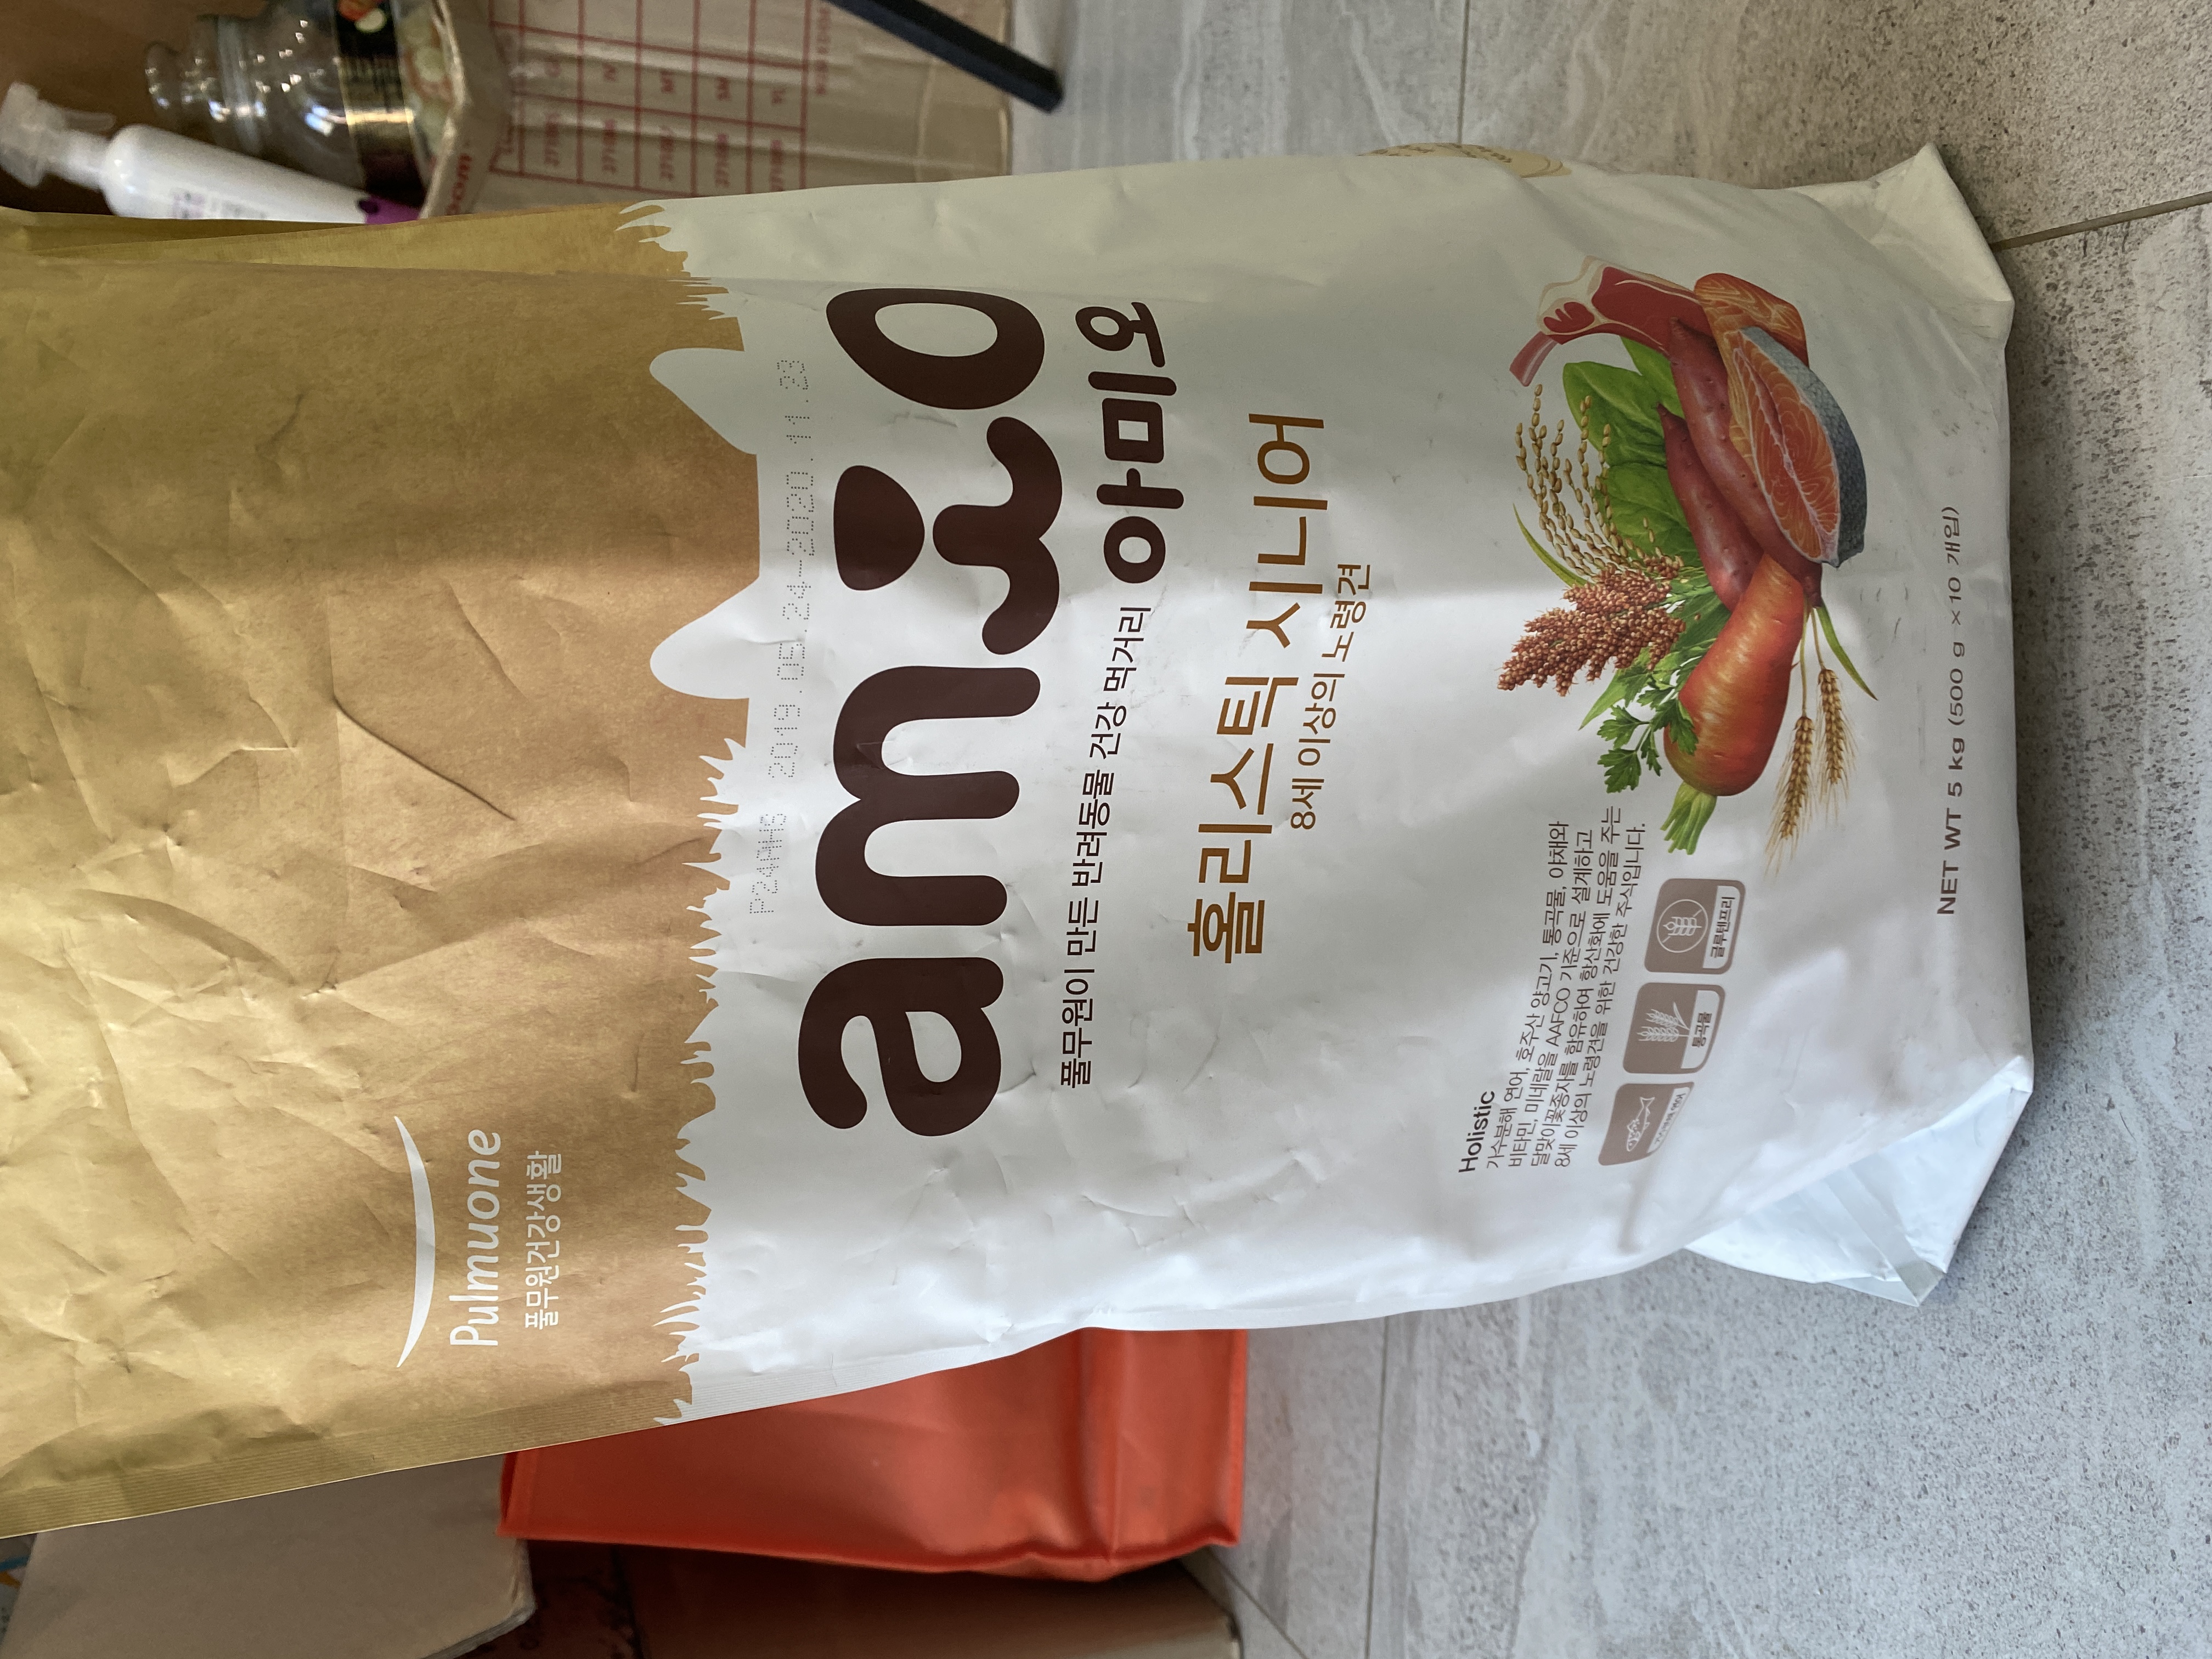 Pulmuone
풀무원건강생활
P24AH6 2019.05.24-2020.11.23
amio
풀무원이 만든 반려동물 건강 먹거리 아미오
홀리스틱 시니어
8세 이상의 노령견
Holistic
가수분해 연어, 호주산 양고기, 통곡물, 야채와
비타민, 미네랄을 AAFCO 기준으로 설계하고
달맞이꽃종자를 함유하여 항산화에 도움을 주는
8세 이상의 노령견을 위한 건강한 주식입니다.
통곡물
글루텐프리
NET WT 5 kg (500 g ×10 개입)